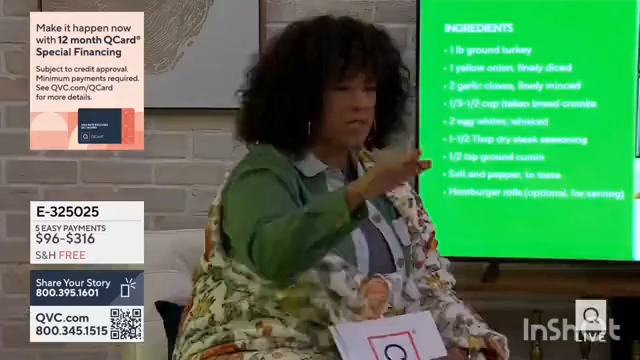 Make it happen now
with 12 month QCard®
Special Financing
Subject to credit approval.
Minimum payments required.
See QVC.com/QCard
for more details.
E-325025
5 EASY PAYMENTS
$96-$316
S&H FREE
Share Your Story
800.395.1601
QVC.com
800.345.1515
INGREDIENTS
1 lb ground turkey
1 yellow onion, finely diced
2 garlic cloves, finely minced
1/3-1/2 cup Italian bread crumbs
2 egg whites, whisked
1-1/2 Tbsp dry steak seasoning
1/2 tsp ground cumin
Salt and pepper, to taste
Hamburger rolls (optional, for serving)
Q
Q
LIVE
InShot